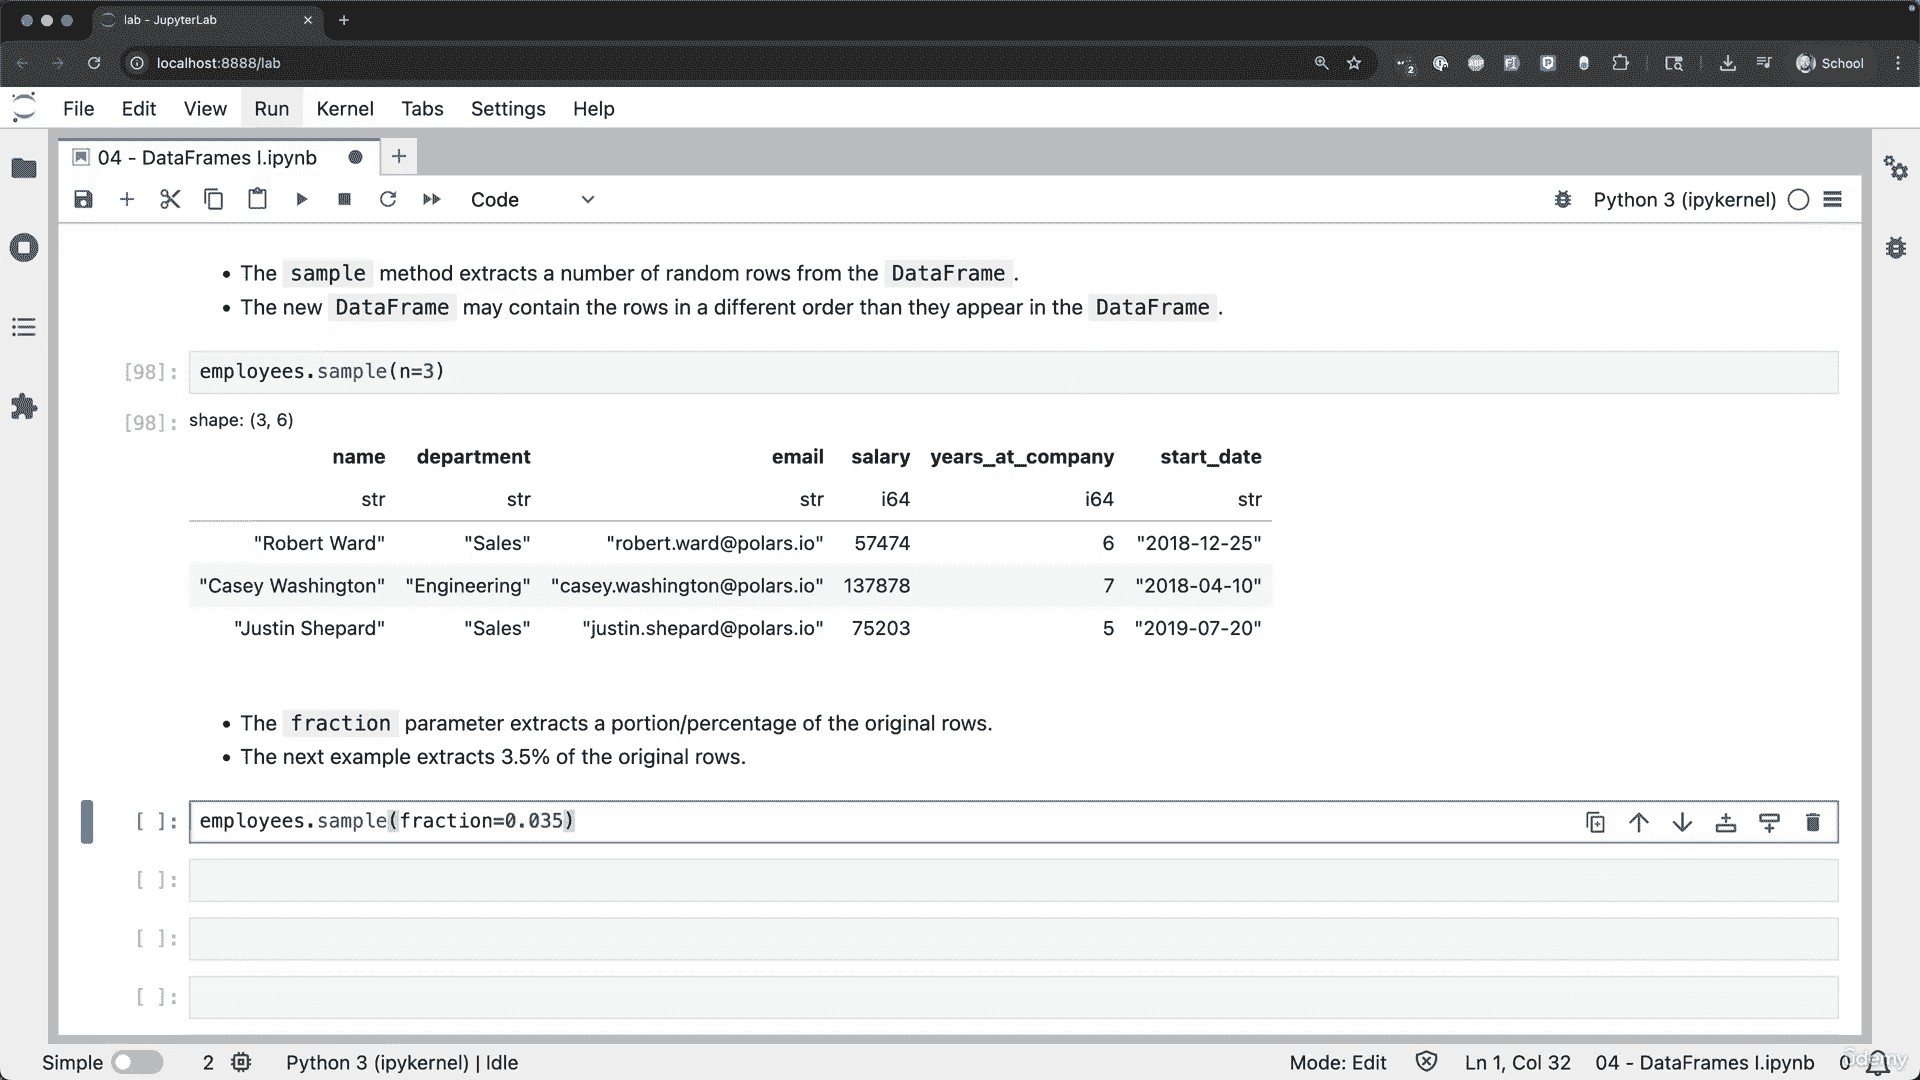 lab - JupyterLab
localhost:8888/lab
2
ABP
School
File Edit View Run Kernel Tabs Settings Help
04 - DataFrames I.ipynb
Code
Python 3 (ipykernel)
• The sample method extracts a number of random rows from the DataFrame.
• The new DataFrame may contain the rows in a different order than they appear in the DataFrame.
[98]: employees.sample(n=3)
[98]: shape: (3, 6)
name department email salary years_at_company start_date
str str str i64 i64 str
"Robert Ward" "Sales" "robert.ward@polars.io" 57474 6 "2018-12-25"
"Casey Washington" "Engineering" "casey.washington@polars.io" 137878 7 "2018-04-10"
"Justin Shepard" "Sales" "justin.shepard@polars.io" 75203 5 "2019-07-20"
• The fraction parameter extracts a portion/percentage of the original rows.
• The next example extracts 3.5% of the original rows.
[ ]: employees.sample(fraction=0.035)
[ ]:
[ ]:
[ ]:
Simple 2 Python 3 (ipykernel) | Idle Mode: Edit Ln 1, Col 32 04 - DataFrames I.ipynb 0
Udemy